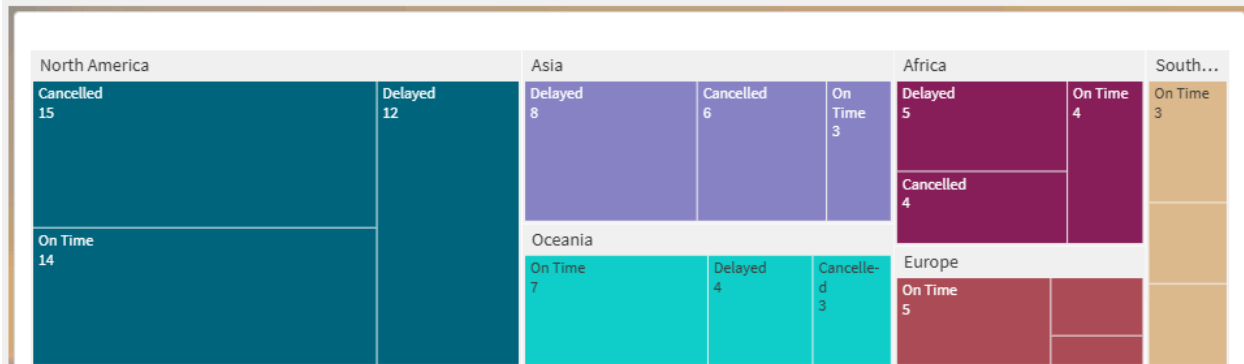 North America
Cancelled
15
Delayed
12
On Time
14
Asia
Delayed
8
Cancelled
6
On
Time
3
Oceania
On Time
7
Delayed
4
Cancelle-
d
3
Africa
Delayed
5
On Time
4
Cancelled
4
Europe
On Time
5
South...
On Time
3